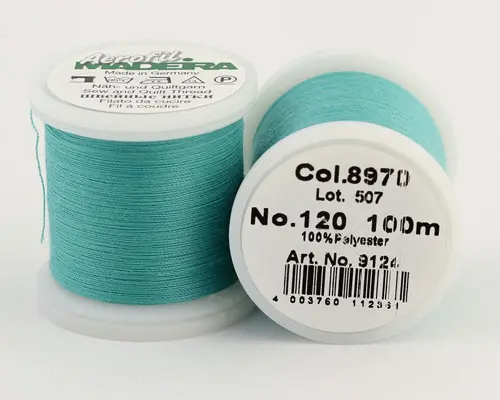 Aerofil
MADEIRA
Made in Germany
Näh- und Quiltgarn
Sew and Quilt Thread
швейные нитки
Filato da cucire
Fil à coudre
Col.8970
Lot. 507
No.120 100m
100%Polyester
Art. No. 9124
4 003760 112361